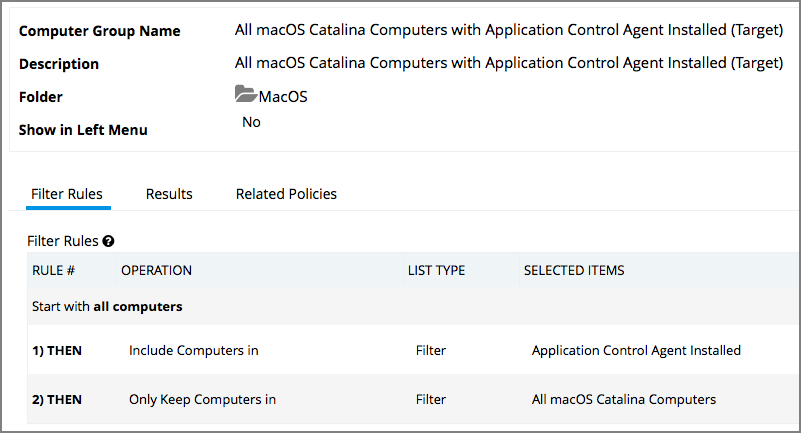 Computer Group Name All macOS Catalina Computers with Application Control Agent Installed (Target)
Description All macOS Catalina Computers with Application Control Agent Installed (Target)
Folder MacOS
Show in Left Menu No
Filter Rules Results Related Policies
Filter Rules ?
RULE # OPERATION LIST TYPE SELECTED ITEMS
Start with all computers
1) THEN Include Computers in Filter Application Control Agent Installed
2) THEN Only Keep Computers in Filter All macOS Catalina Computers